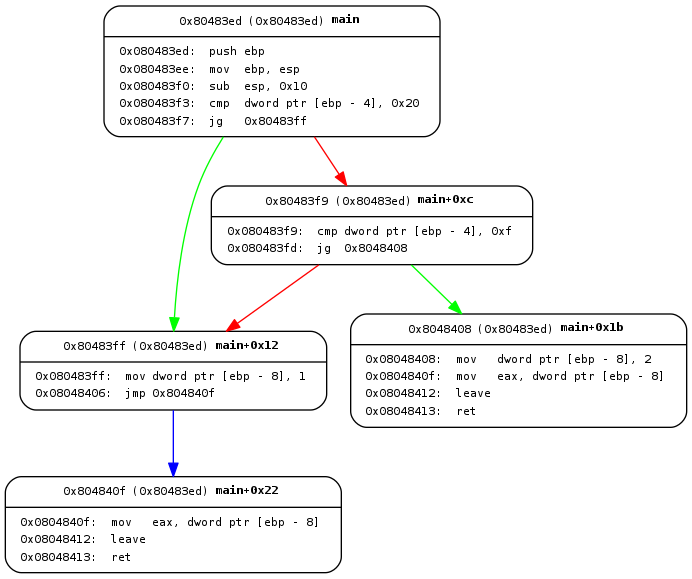 0x80483ed (0x80483ed) main
0x080483ed: push ebp
0x080483ee: mov ebp, esp
0x080483f0: sub esp, 0x10
0x080483f3: cmp dword ptr [ebp - 4], 0x20
0x080483f7: jg 0x80483ff
0x80483f9 (0x80483ed) main+0xc
0x080483f9: cmp dword ptr [ebp - 4], 0xf
0x080483fd: jg 0x8048408
0x80483ff (0x80483ed) main+0x12
0x080483ff: mov dword ptr [ebp - 8], 1
0x08048406: jmp 0x804840f
0x8048408 (0x80483ed) main+0x1b
0x08048408: mov dword ptr [ebp - 8], 2
0x0804840f: mov eax, dword ptr [ebp - 8]
0x08048412: leave
0x08048413: ret
0x804840f (0x80483ed) main+0x22
0x0804840f: mov eax, dword ptr [ebp - 8]
0x08048412: leave
0x08048413: ret